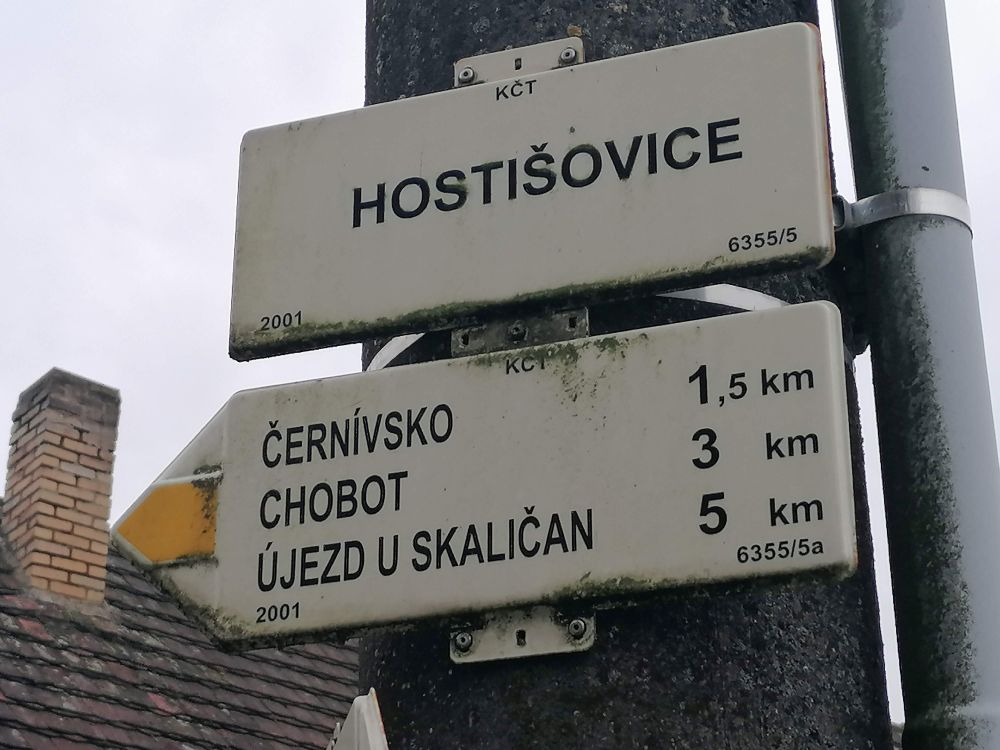 KČT
HOSTIŠOVICE
6355/5
2001
KČT
ČERNÍVSKO 1,5 km
CHOBOT 3 km
ÚJEZD U SKALIČAN 5 km
6355/5a
2001